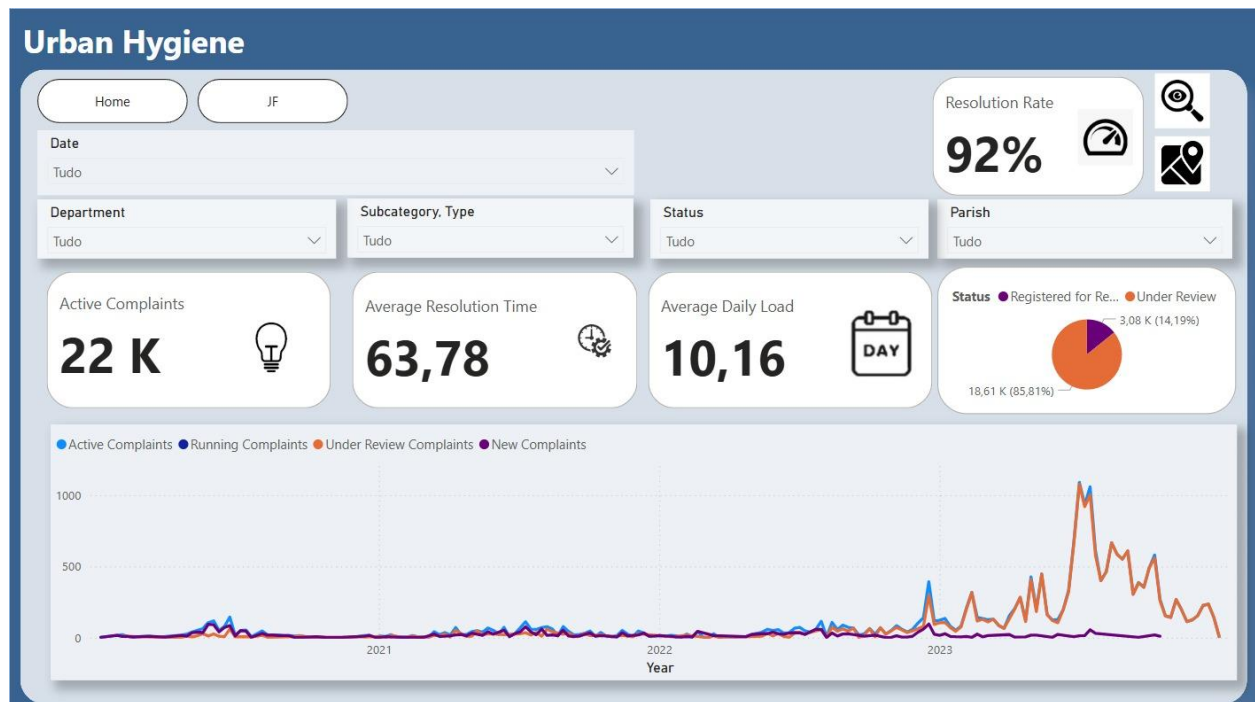 Urban Hygiene
Home
JF
Resolution Rate
92%
Date
Tudo
Department
Tudo
Subcategory, Type
Tudo
Status
Tudo
Parish
Tudo
Active Complaints
22 K
Average Resolution Time
63,78
Average Daily Load
10,16
DAY
Status Registered for Re... Under Review
3,08 K (14,19%)
18,61 K (85,81%)
Active Complaints Running Complaints Under Review Complaints New Complaints
1000
500
0
2021
2022
2023
Year